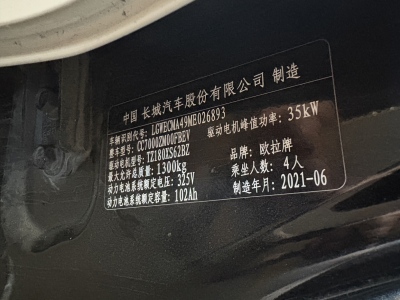 中国 长城汽车股份有限公司 制造
车辆识别代号: LGWECMA49ME026893
整车型号: CC7000ZM00FBEV 驱动电机峰值功率: 35kW
驱动电机型号: TZ180XS62BZ
最大允许总质量: 1300kg 品牌: 欧拉牌
动力电池系统额定电压: 325V 乘坐人数: 4人
动力电池系统额定容量: 102Ah 制造年月: 2021-06